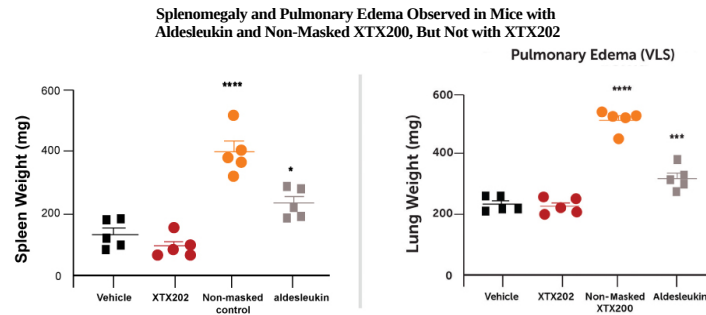 Splenomegaly and Pulmonary Edema Observed in Mice with
Aldesleukin and Non-Masked XTX200, But Not with XTX202
Spleen Weight (mg)
600
400
200
0
****
*
Vehicle
XTX202
Non-masked
control
aldesleukin
Pulmonary Edema (VLS)
Lung Weight (mg)
600
400
200
0
****
***
Vehicle
XTX202
Non-Masked
XTX200
Aldesleukin